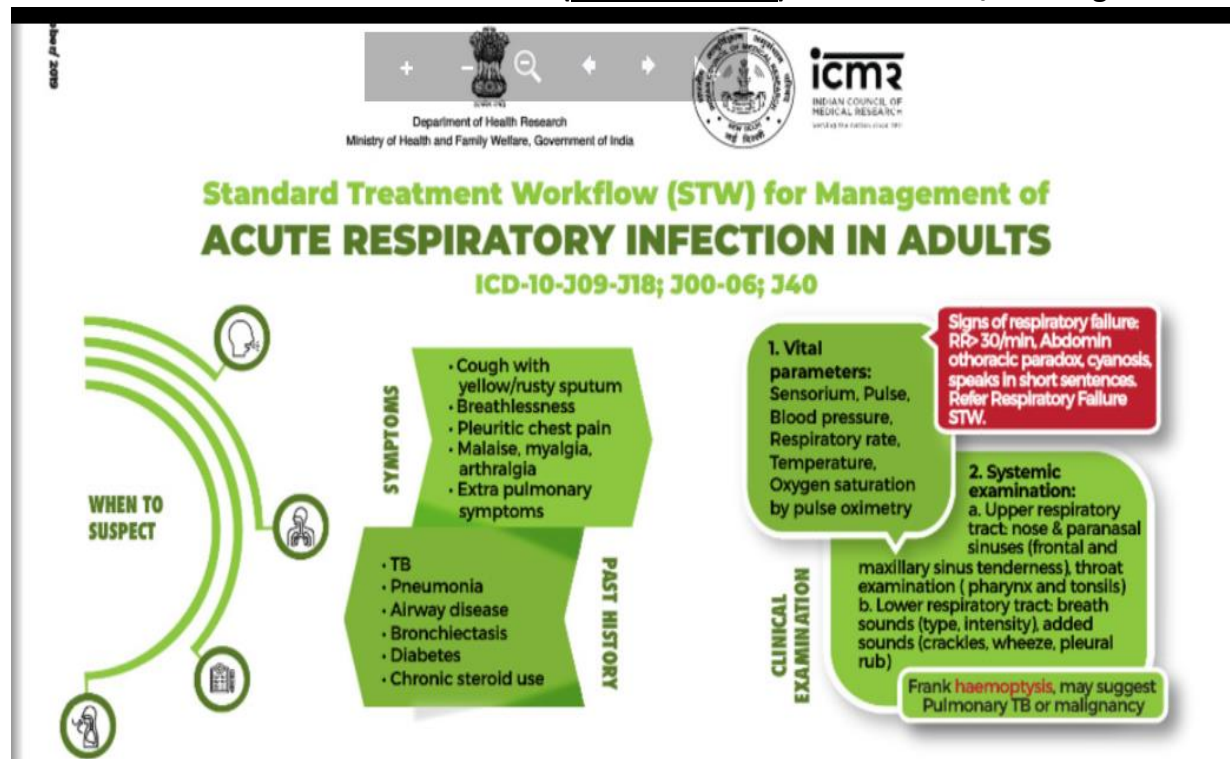 Department of Health Research
Ministry of Health and Family Welfare, Government of India
icmr
INDIAN COUNCIL OF
MEDICAL RESEARCH
Serving the nation since 1911
Standard Treatment Workflow (STW) for Management of
ACUTE RESPIRATORY INFECTION IN ADULTS
ICD-10-J09-J18; J00-06; J40
WHEN TO
SUSPECT
SYMPTOMS
• Cough with
yellow/rusty sputum
• Breathlessness
• Pleuritic chest pain
• Malaise, myalgia,
arthralgia
• Extra pulmonary
symptoms
• TB
• Pneumonia
• Airway disease
• Bronchiectasis
• Diabetes
• Chronic steroid use
PAST HISTORY
CLINICAL
EXAMINATION
1. Vital
parameters:
Sensorium, Pulse,
Blood pressure,
Respiratory rate,
Temperature,
Oxygen saturation
by pulse oximetry
Signs of respiratory failure:
RR> 30/min, Abdomin
othoracic paradox, cyanosis,
speaks in short sentences.
Refer Respiratory Failure
STW.
2. Systemic
examination:
a. Upper respiratory
tract: nose & paranasal
sinuses (frontal and
maxillary sinus tenderness), throat
examination ( pharynx and tonsils)
b. Lower respiratory tract: breath
sounds (type, intensity), added
sounds (crackles, wheeze, pleural
rub)
Frank haemoptysis, may suggest
Pulmonary TB or malignancy